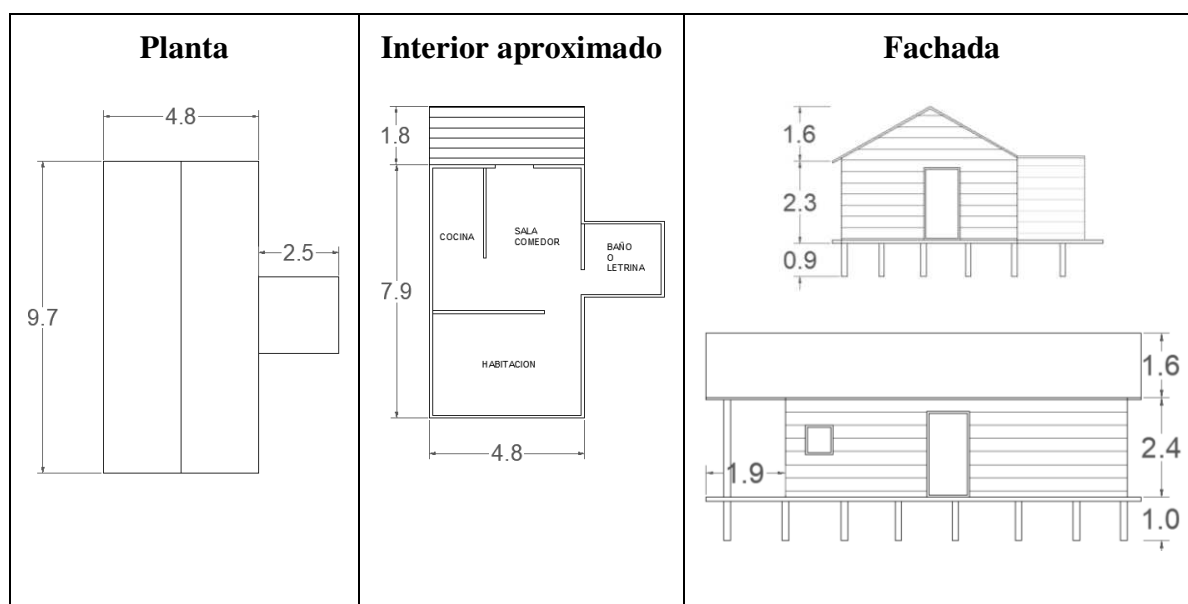 Planta
Interior aproximado
Fachada
4.8
9.7
2.5
1.8
7.9
COCINA
SALA
COMEDOR
BAÑO
O
LETRINA
HABITACION
4.8
1.6
2.3
0.9
1.6
2.4
1.9
1.0